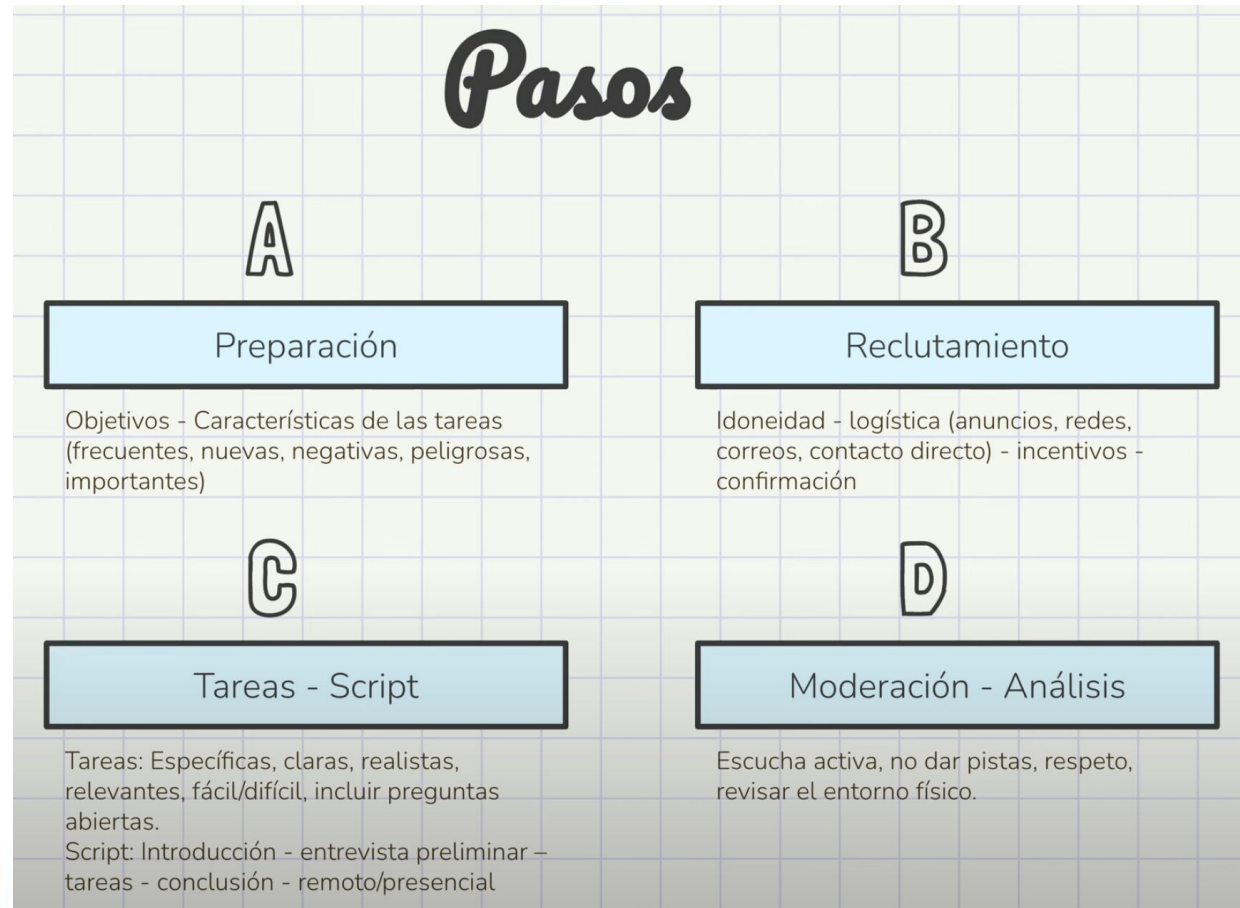 Pasos
A
Preparación
Objetivos - Características de las tareas
(frecuentes, nuevas, negativas, peligrosas,
importantes)
B
Reclutamiento
Idoneidad - logística (anuncios, redes,
correos, contacto directo) - incentivos -
confirmación
C
Tareas - Script
Tareas: Específicas, claras, realistas,
relevantes, fácil/difícil, incluir preguntas
abiertas.
Script: Introducción - entrevista preliminar –
tareas - conclusión - remoto/presencial
D
Moderación - Análisis
Escucha activa, no dar pistas, respeto,
revisar el entorno físico.